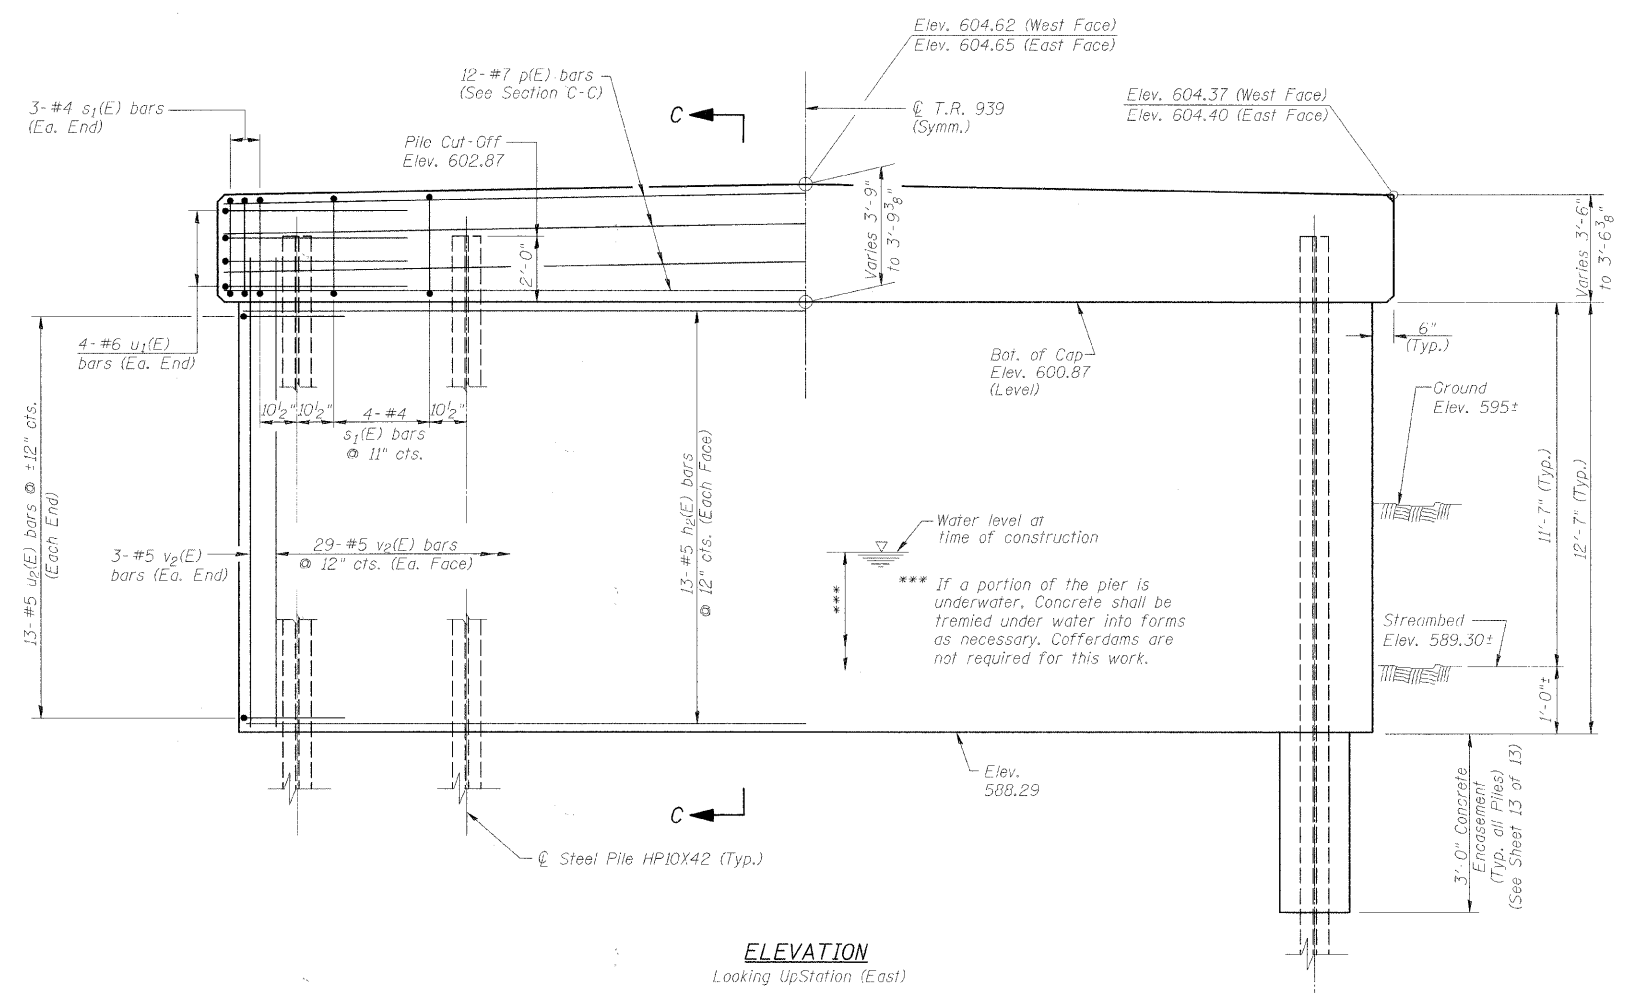 Elev. 604.62 (West Face)
Elev. 604.65 (East Face)
12-#7 p(E) bars
(See Section C-C)
3-#4 s1(E) bars
(Ea. End)
C
℄ T.R. 939
(Symm.)
Elev. 604.37 (West Face)
Elev. 604.40 (East Face)
Pile Cut-Off
Elev. 602.87
Varies 3'-9"
to 3'-9 3/8"
Varies 3'-6"
to 3'-6 3/8"
2'-0"
4-#6 u1(E)
bars (Ea. End)
6"
(Typ.)
Bot. of Cap
Elev. 600.87
(Level)
Ground
Elev. 595±
10 1/2"
10 1/2"
4-#4
10 1/2"
s1(E) bars
@ 11" cts.
13-#5 u2(E) bars @ ±12" cts.
(Each End)
13-#5 h2(E) bars
@ 12" cts. (Each Face)
11'-7" (Typ.)
12'-7" (Typ.)
Water level at
time of construction
3-#5 v2(E)
bars (Ea. End)
29-#5 v2(E) bars
@ 12" cts. (Ea. Face)
***
*** If a portion of the pier is
underwater, Concrete shall be
tremied under water into forms
as necessary. Cofferdams are
not required for this work.
Streambed
Elev. 589.30±
1'-0"±
Elev.
588.29
C
3'-0" Concrete
Encasement
(Typ. all Piles)
(See Sheet 13 of 13)
℄ Steel Pile HP10X42 (Typ.)
ELEVATION
Looking UpStation (East)